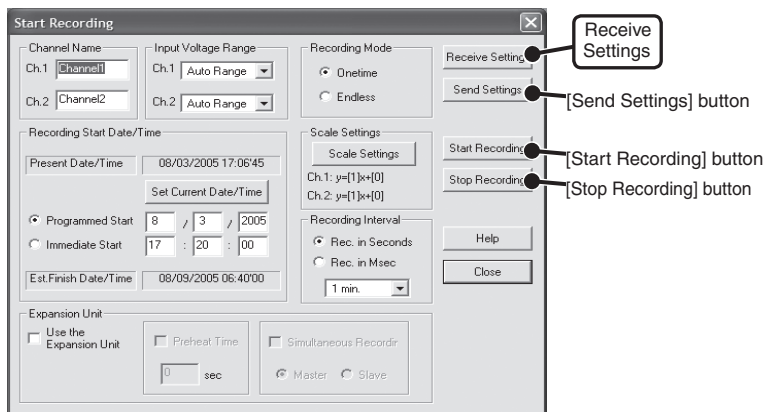 Start Recording
Channel Name
Ch.1 Channel1
Ch.2 Channel2
Input Voltage Range
Ch.1 Auto Range
Ch.2 Auto Range
Recording Mode
Onetime
Endless
Receive Setting
Send Settings
Receive
Settings
[Send Settings] button
Recording Start Date/Time
Present Date/Time 08/03/2005 17:06'45
Set Current Date/Time
Programmed Start 8 / 3 / 2005
Immediate Start 17 : 20 : 00
Est.Finish Date/Time 08/09/2005 06:40'00
Scale Settings
Scale Settings
Ch.1: y=[1]x+[0]
Ch.2: y=[1]x+[0]
Recording Interval
Rec. in Seconds
Rec. in Msec
1 min.
Start Recording
[Start Recording] button
Stop Recording
[Stop Recording] button
Help
Close
Expansion Unit
Use the
Expansion Unit
Preheat Time
0 sec
Simultaneous Recordir
Master Slave